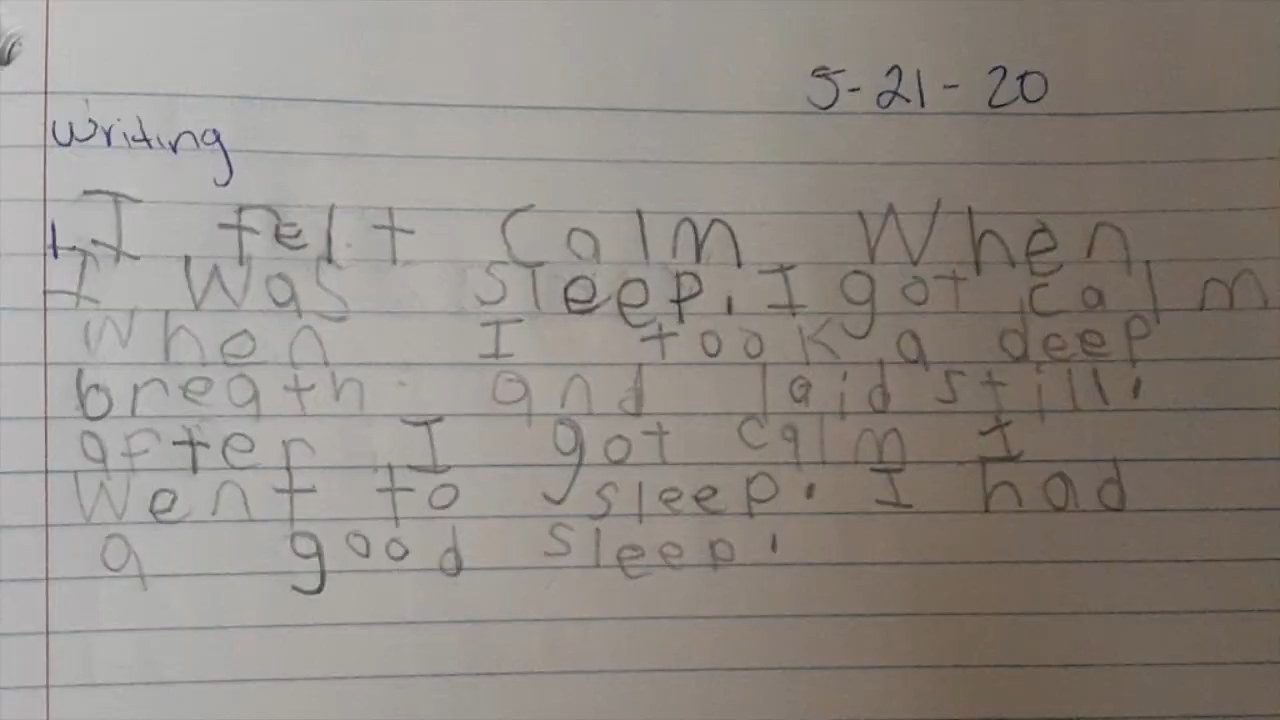 5-21-20
Writing
I felt Calm When
I Was Sleep. I got calm
When I took a deep
breath. and laid still.
after I got calm I
Went to sleep. I had
a good sleep.